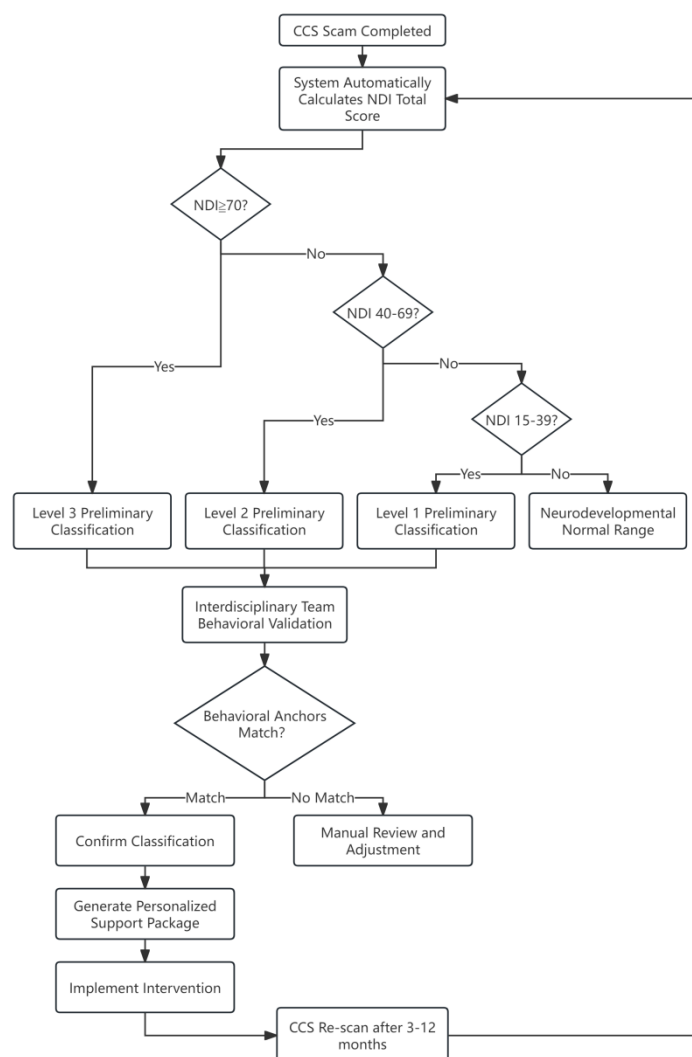 CCS Scam Completed
System Automatically
Calculates NDI Total
Score
NDI≧70?
No
NDI 40-69?
Yes
No
Yes
NDI 15-39?
Yes
No
Level 3 Preliminary
Classification
Level 2 Preliminary
Classification
Level 1 Preliminary
Classification
Neurodevelopmental
Normal Range
Interdisciplinary Team
Behavioral Validation
Behavioral Anchors
Match?
Match
No Match
Confirm Classification
Manual Review and
Adjustment
Generate Personalized
Support Package
Implement Intervention
CCS Re-scan after 3-12
months